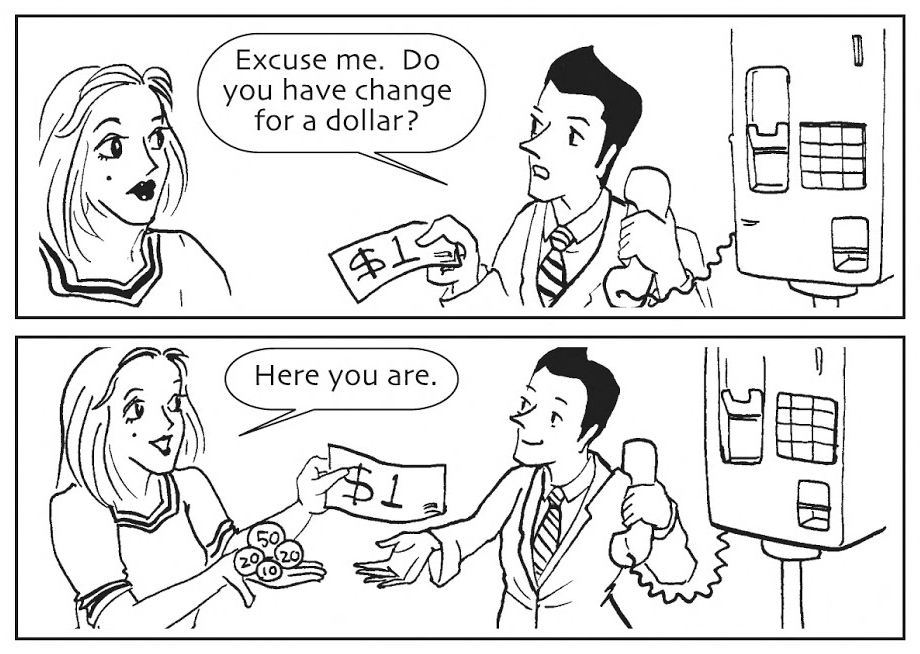 Excuse me. Do
you have change
for a dollar?
$1
Here you are.
$1
50
20 20
10